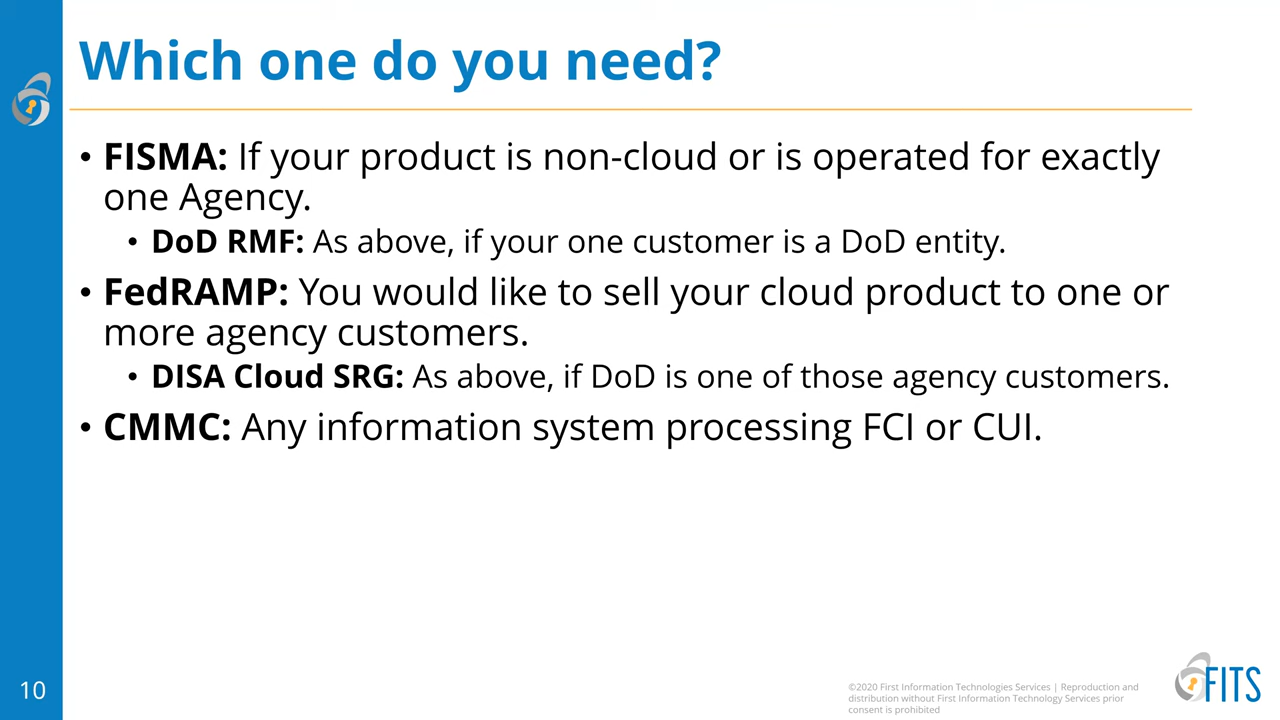 Which one do you need?
• FISMA: If your product is non-cloud or is operated for exactly
one Agency.
• DoD RMF: As above, if your one customer is a DoD entity.
• FedRAMP: You would like to sell your cloud product to one or
more agency customers.
• DISA Cloud SRG: As above, if DoD is one of those agency customers.
• CMMC: Any information system processing FCI or CUI.
10
©2020 First Information Technologies Services | Reproduction and
distribution without First Information Technology Services prior
consent is prohibited
FITS